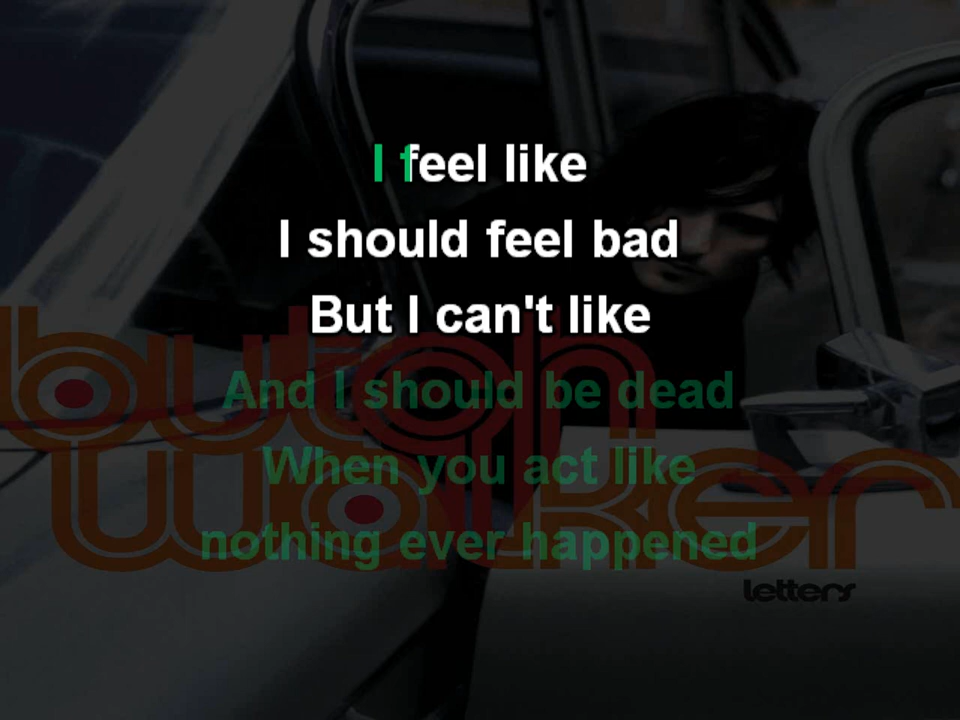 I feel like
I should feel bad
But I can't like
And I should be dead
When you act like
nothing ever happened
butch
walker
letters